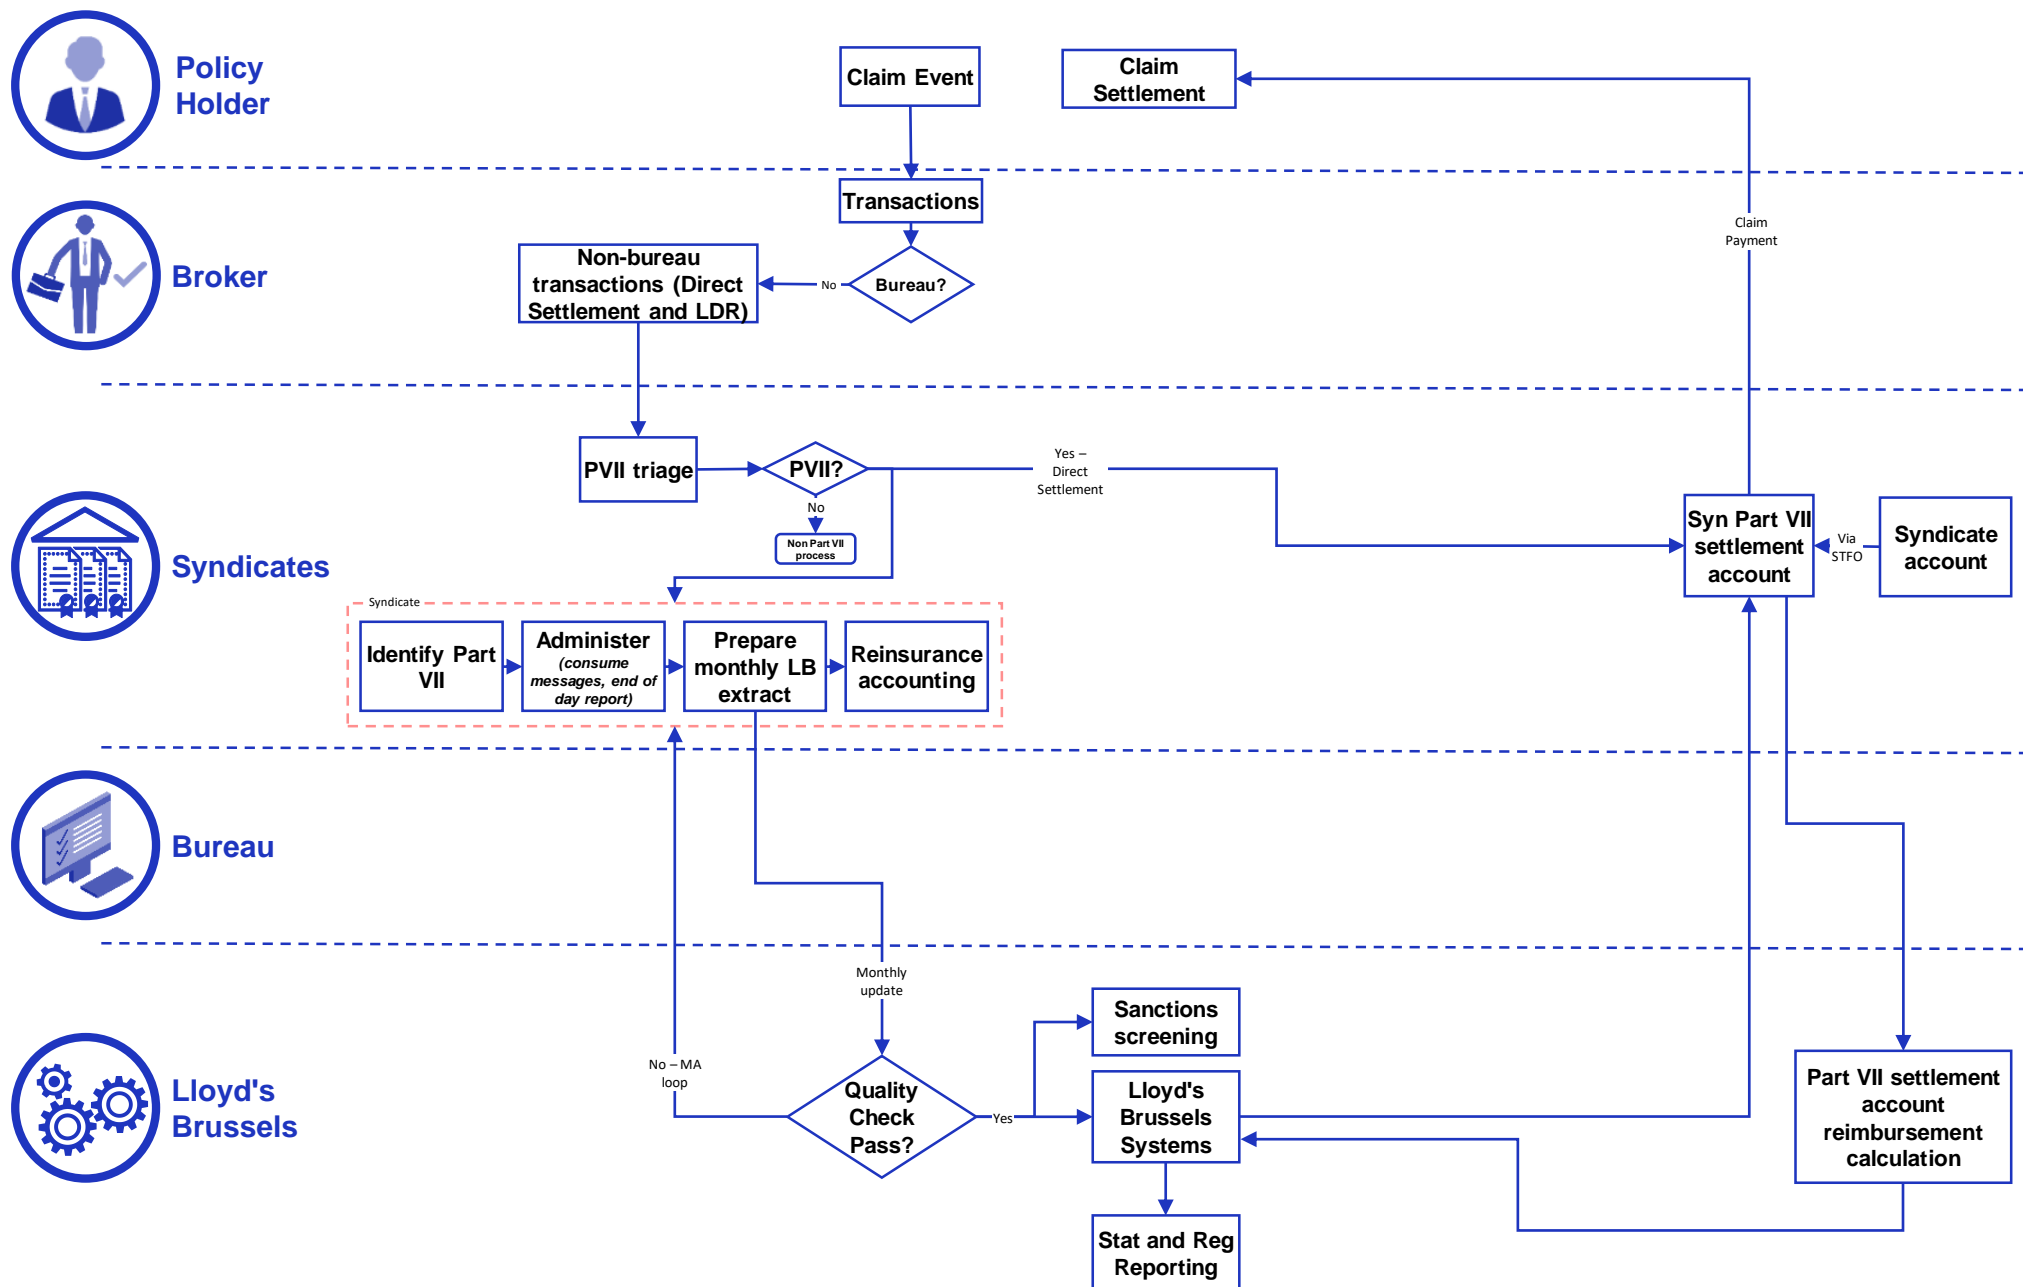 Policy
Holder
Claim Event
Claim
Settlement
Transactions
Broker
Non-bureau
transactions (Direct
Settlement and LDR)
No
Bureau?
Claim
Payment
Syndicates
PVII triage
PVII?
No
Non Part VII
process
Yes –
Direct
Settlement
Syn Part VII
settlement
account
Via
STFO
Syndicate
account
Syndicate
Identify Part
VII
Administer
(consume
messages, end of
day report)
Prepare
monthly LB
extract
Reinsurance
accounting
Bureau
Monthly
update
Lloyd's
Brussels
No – MA
loop
Quality
Check
Pass?
Yes
Sanctions
screening
Lloyd's
Brussels
Systems
Stat and Reg
Reporting
Part VII settlement
account
reimbursement
calculation